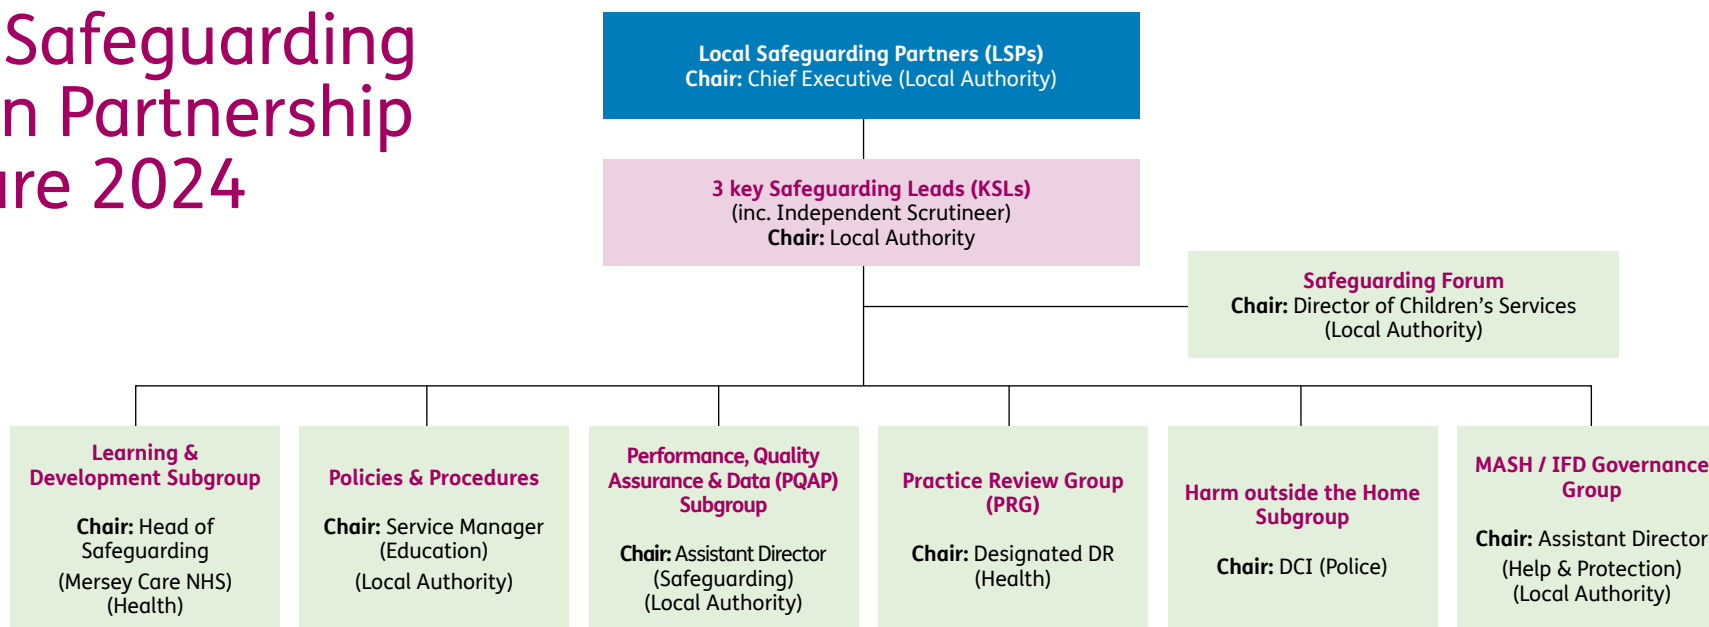 Safeguarding
n Partnership
re 2024
Local Safeguarding Partners (LSPs)
Chair: Chief Executive (Local Authority)
3 key Safeguarding Leads (KSLs)
(inc. Independent Scrutineer)
Chair: Local Authority
Safeguarding Forum
Chair: Director of Children’s Services
(Local Authority)
Learning &
Development Subgroup
Chair: Head of
Safeguarding
(Mersey Care NHS)
(Health)
Policies & Procedures
Chair: Service Manager
(Education)
(Local Authority)
Performance, Quality
Assurance & Data (PQAP)
Subgroup
Chair: Assistant Director
(Safeguarding)
(Local Authority)
Practice Review Group
(PRG)
Chair: Designated DR
(Health)
Harm outside the Home
Subgroup
Chair: DCI (Police)
MASH / IFD Governance
Group
Chair: Assistant Director
(Help & Protection)
(Local Authority)